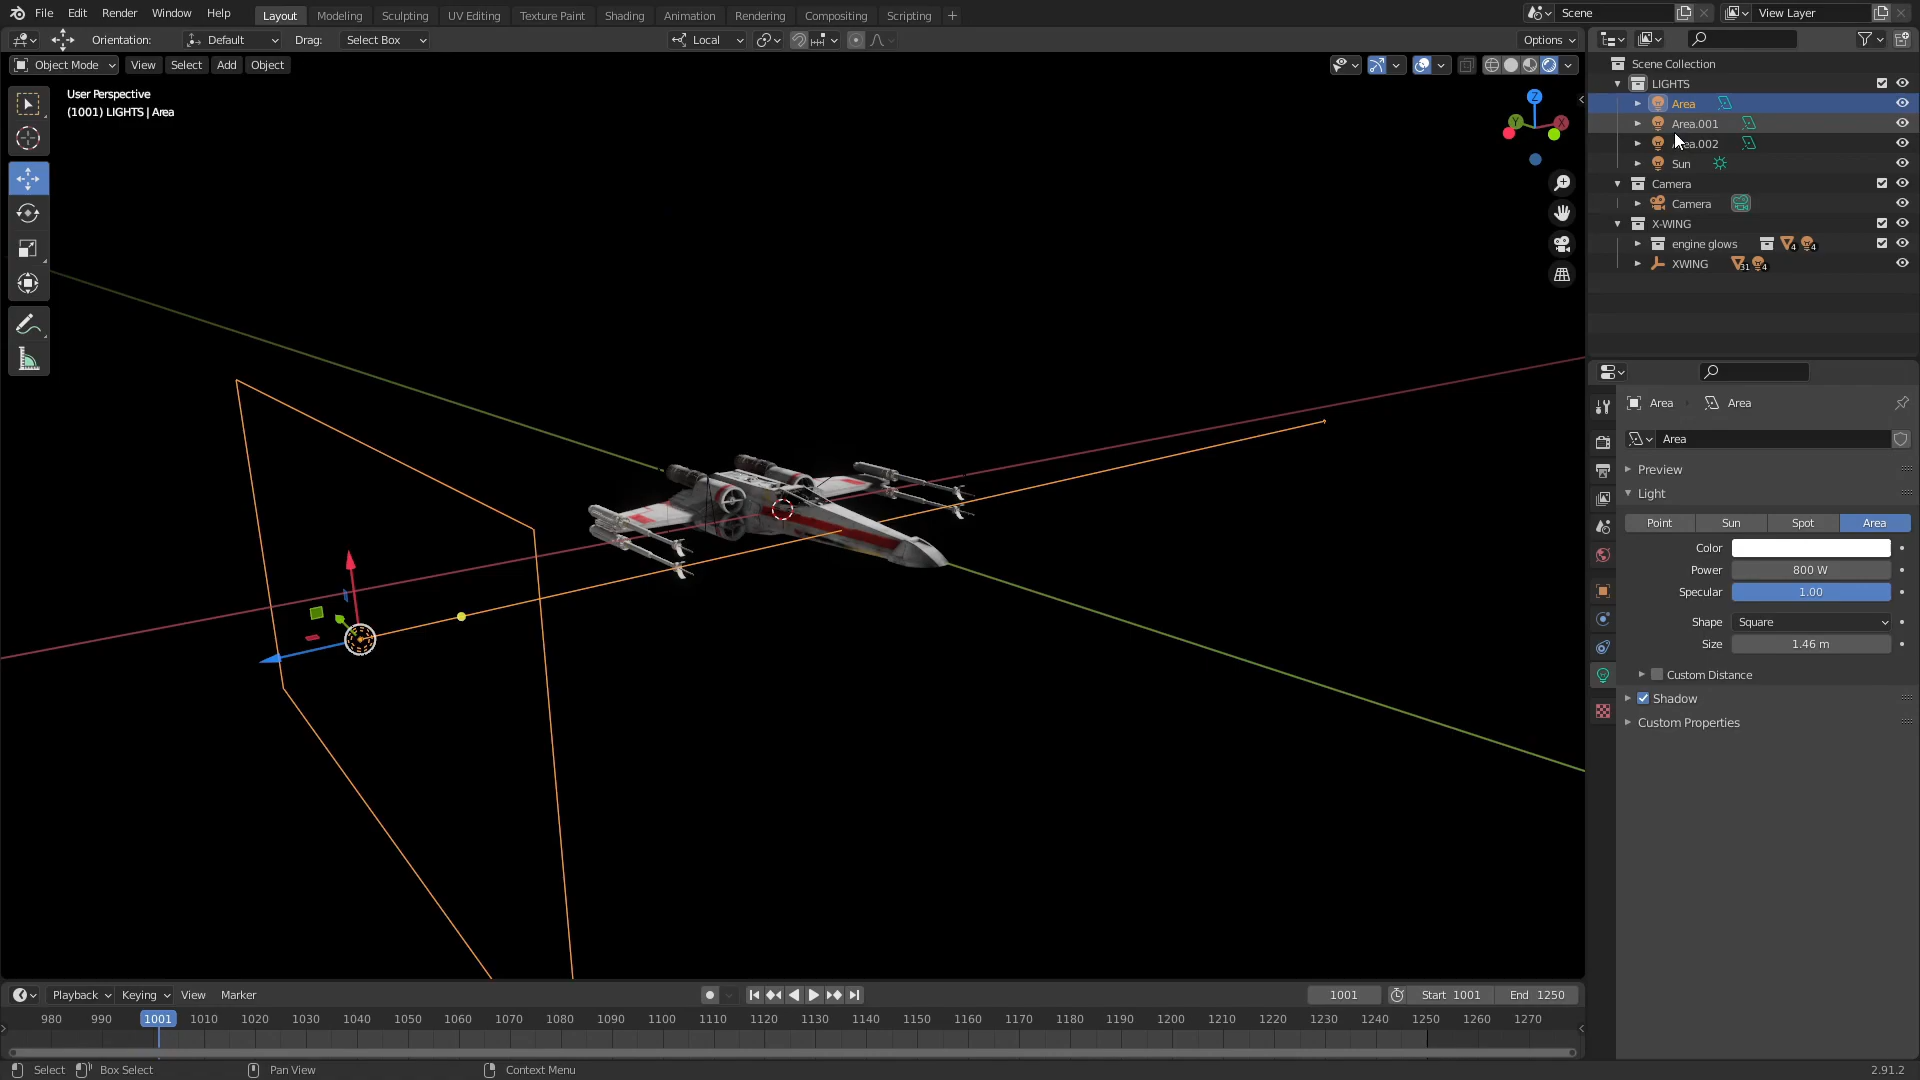 File Edit Render Window Help Layout Modeling Sculpting UV Editing Texture Paint Shading Animation Rendering Compositing Scripting + Scene View Layer
Orientation: Default Drag: Select Box Local Options
Object Mode View Select Add Object
User Perspective
(1001) LIGHTS | Area
Z
Y
X
Scene Collection
LIGHTS
Area
Area.001
ea.002
Sun
Camera
Camera
X-WING
engine glows 4 4
XWING 31 4
Area Area
Area
Preview
Light
Point Sun Spot Area
Color
Power 800 W
Specular 1.00
Shape Square
Size 1.46 m
Custom Distance
Shadow
Custom Properties
Playback Keying View Marker 1001 Start 1001 End 1250
980 990 1001 1010 1020 1030 1040 1050 1060 1070 1080 1090 1100 1110 1120 1130 1140 1150 1160 1170 1180 1190 1200 1210 1220 1230 1240 1250 1260 1270
Select Box Select Pan View Context Menu 2.91.2